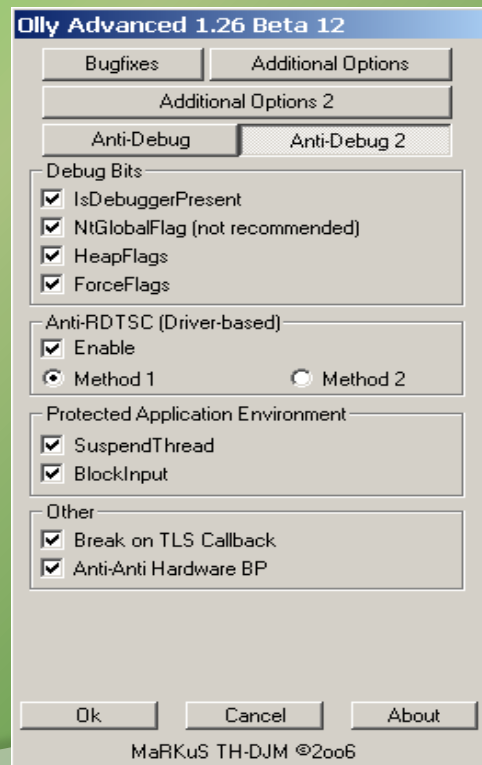 Olly Advanced 1.26 Beta 12
Bugfixes Additional Options
Additional Options 2
Anti-Debug Anti-Debug 2
Debug Bits
IsDebuggerPresent
NtGlobalFlag (not recommended)
HeapFlags
ForceFlags
Anti-RDTSC (Driver-based)
Enable
Method 1 Method 2
Protected Application Environment
SuspendThread
BlockInput
Other
Break on TLS Callback
Anti-Anti Hardware BP
Ok Cancel About
MaRKuS TH-DJM ©2oo6